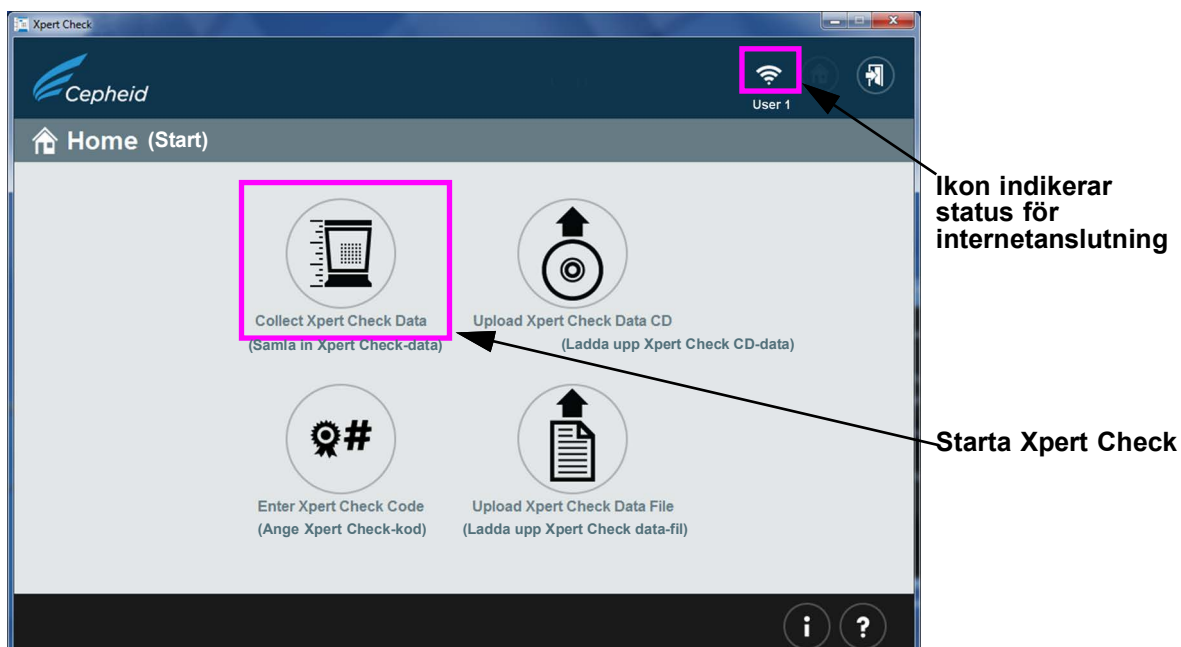 Xpert Check
Cepheid
User 1
Home (Start)
Ikon indikerar
status för
internetanslutning
Collect Xpert Check Data
(Samla in Xpert Check-data)
Upload Xpert Check Data CD
(Ladda upp Xpert Check CD-data)
Starta Xpert Check
#
Enter Xpert Check Code
(Ange Xpert Check-kod)
Upload Xpert Check Data File
(Ladda upp Xpert Check data-fil)
i
?